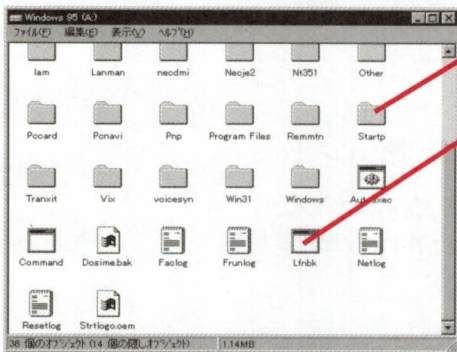 Windows 95 (A:)
ファイル(F) 編集(E) 表示(V) ヘルプ(H)
lam Lanman necdmi Necje2 Nt351 Other
Pccard Pcnavi Pnp Program Files Remmtn Startp
Tranxit Vix voicesyn Win31 Windows Autoexec
Command Dosime.bak Faclog Frunlog Lfnbk Netlog
Resetlog Strtlogo.oem
36 個のオブジェクト (14 個の隠しオブジェクト) 1.14MB